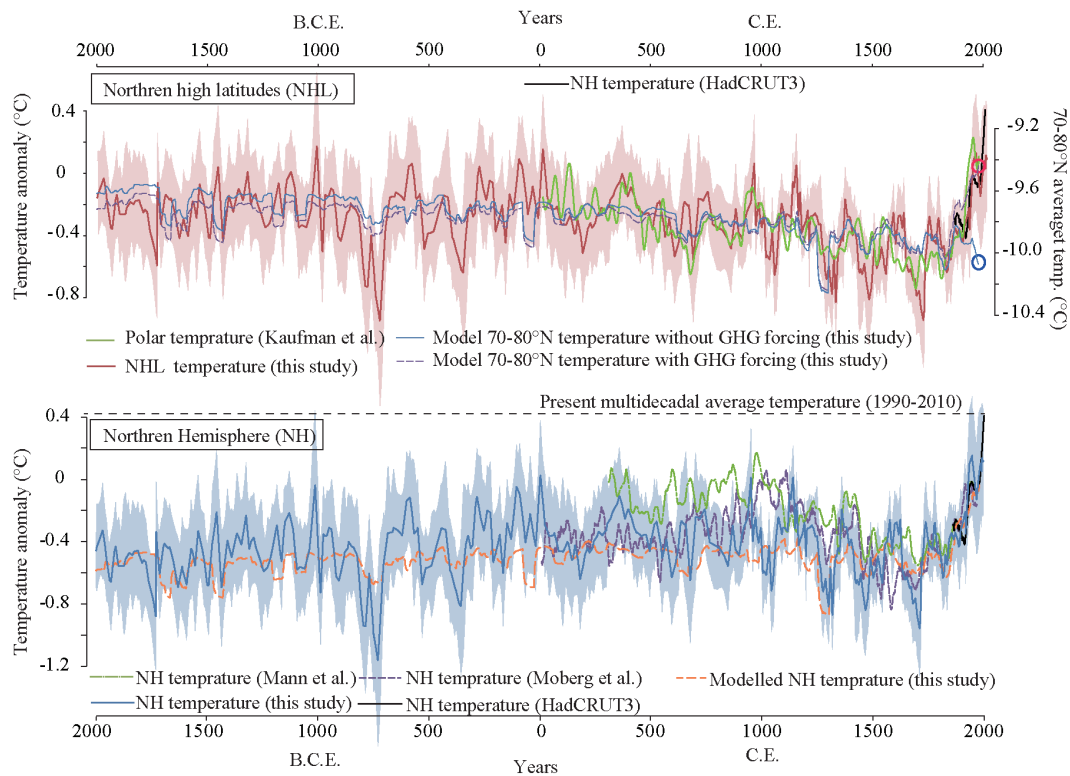 Years
B.C.E. C.E.
2000 1500 1000 500 0 500 1000 1500 2000
Northren high latitudes (NHL)
NH temperature (HadCRUT3)
Temperature anomaly (°C)
0.4
0
-0.4
-0.8
-9.2
-9.6
-10.0
-10.4
70-80°N averaget temp. (°C)
Polar temprature (Kaufman et al.)
NHL temperature (this study)
Model 70-80°N temperature without GHG forcing (this study)
Model 70-80°N temperature with GHG forcing (this study)
Present multidecadal average temperature (1990-2010)
Northren Hemisphere (NH)
Temperature anomaly (°C)
0.4
0
-0.4
-0.8
-1.2
NH temprature (Mann et al.)
NH temprature (Moberg et al.)
Modelled NH temprature (this study)
NH temperature (this study)
NH temperature (HadCRUT3)
2000 1500 1000 500 0 500 1000 1500 2000
B.C.E. C.E.
Years